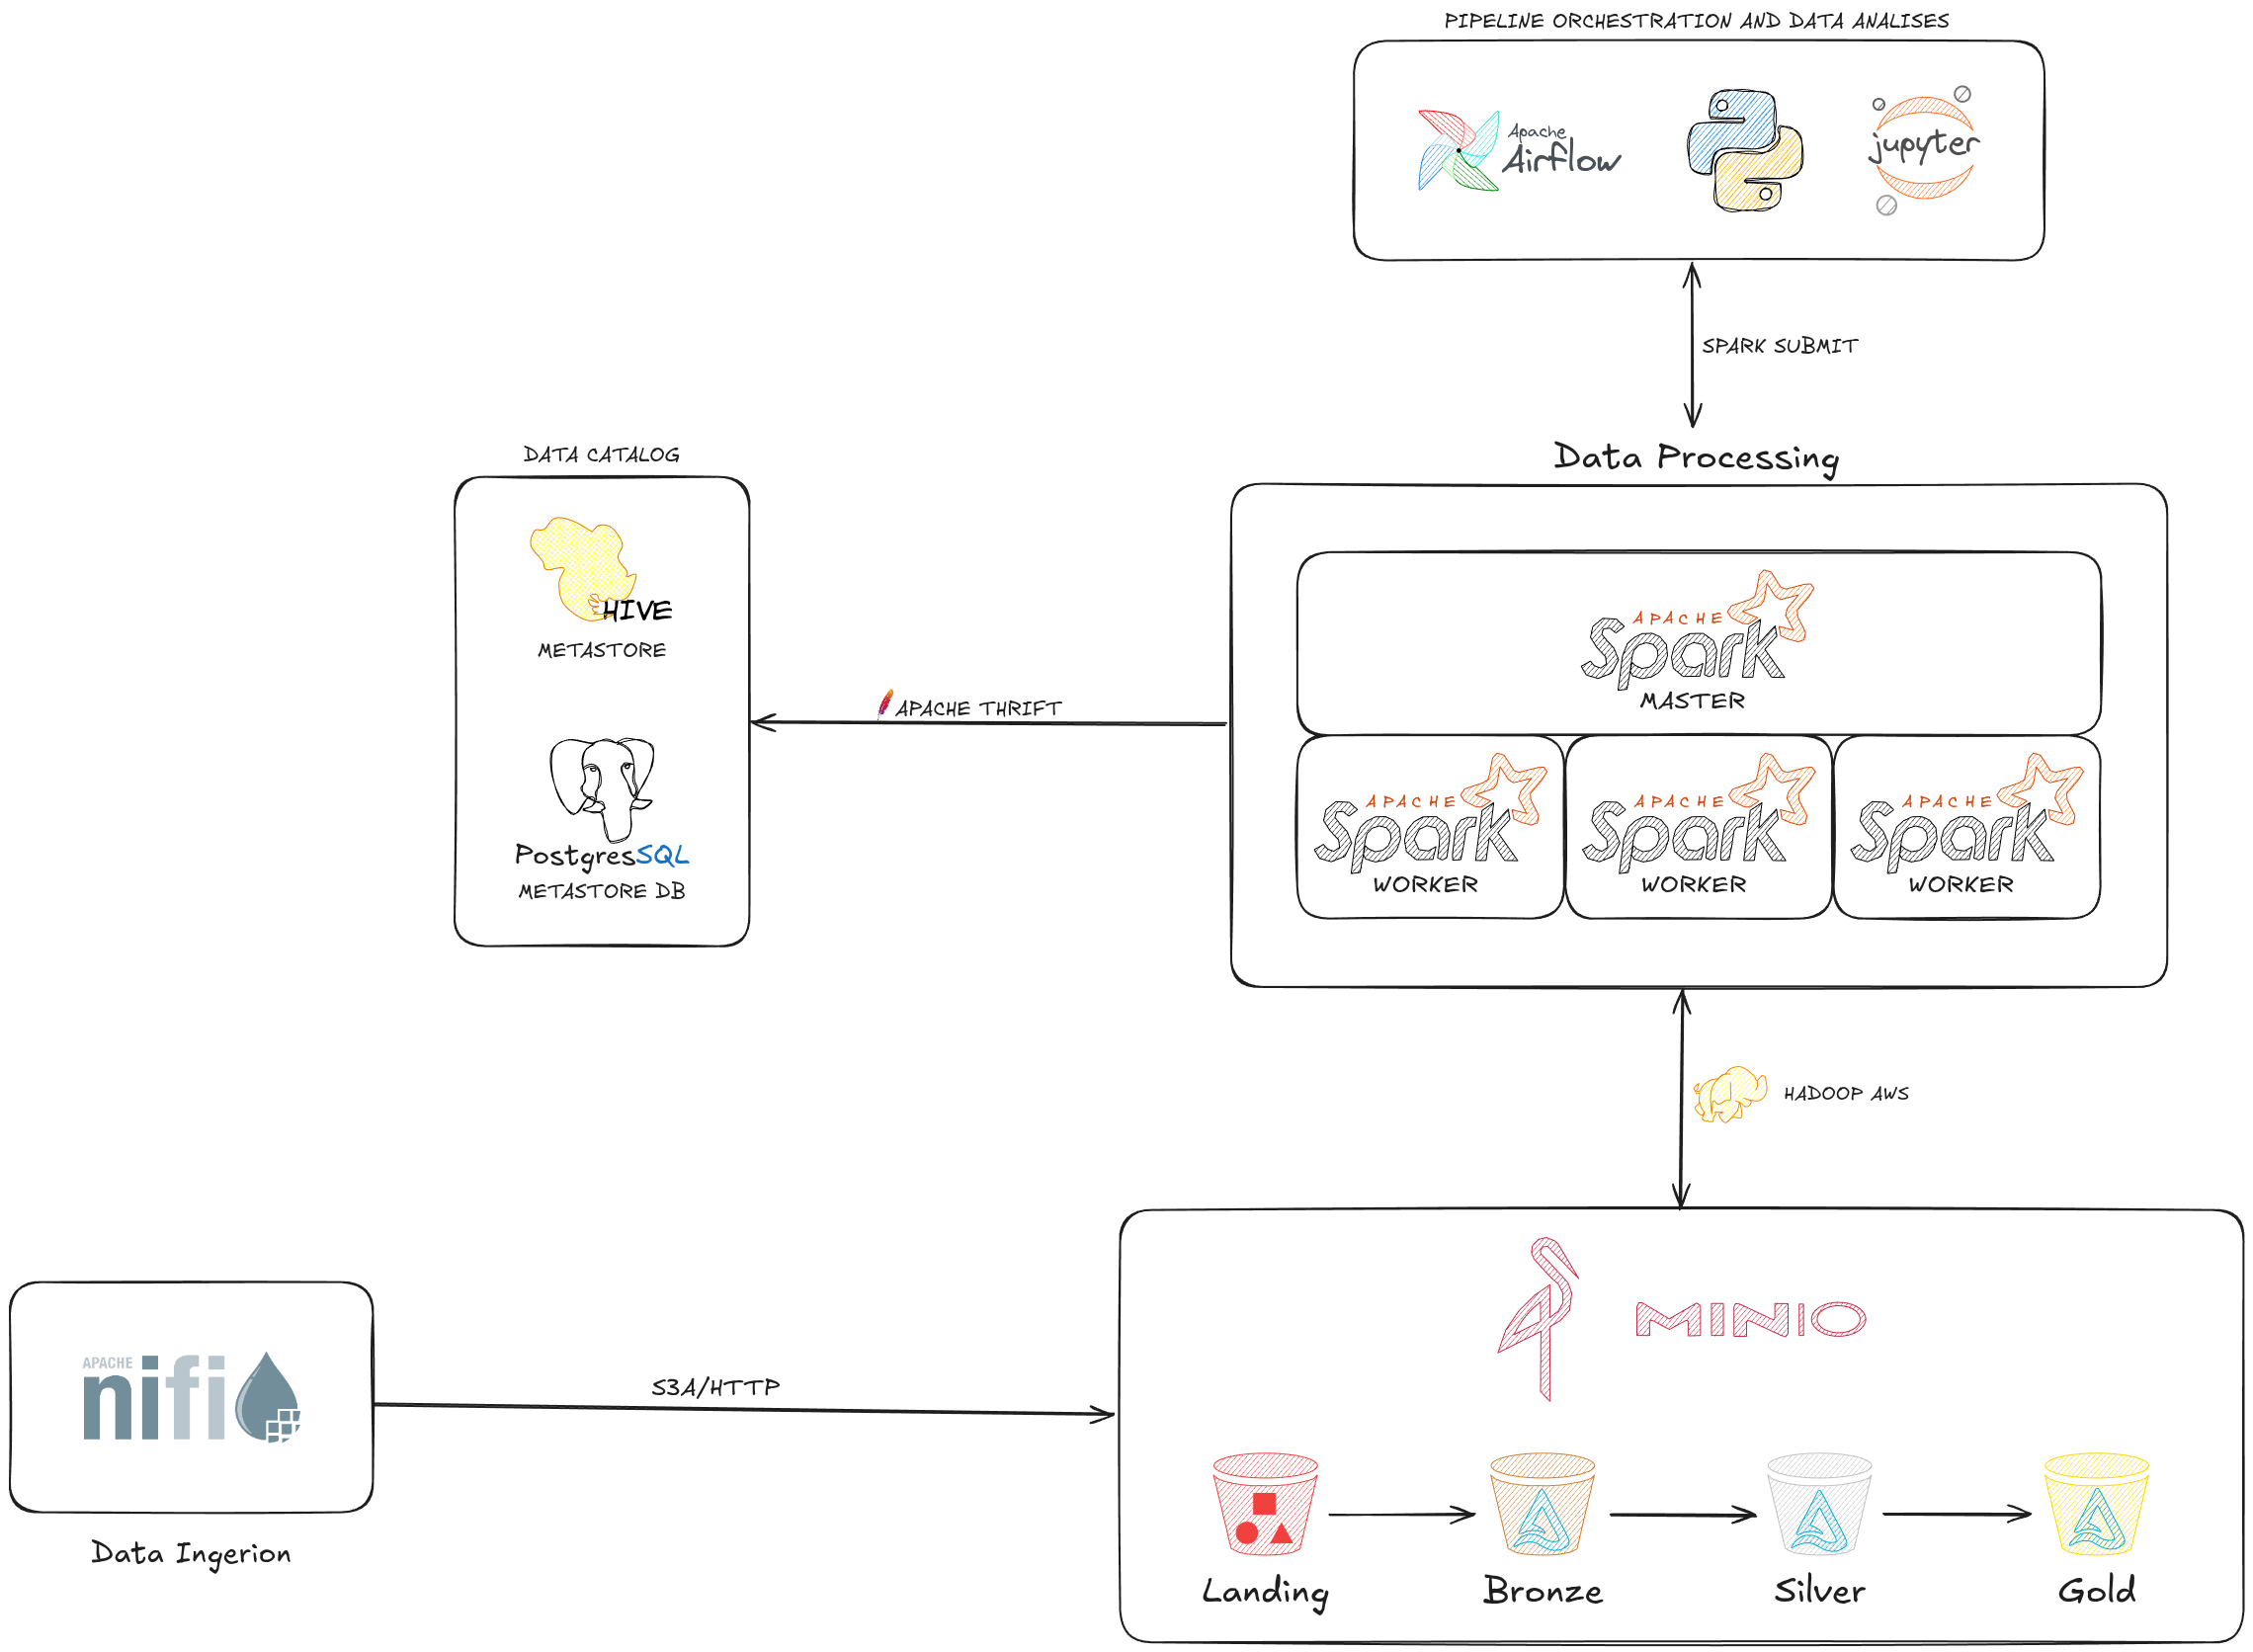 PIPELINE ORCHESTRATION AND DATA ANALISES
Apache
Airflow
jupyter
SPARK SUBMIT
Data Processing
DATA CATALOG
HIVE
METASTORE
PostgresSQL
METASTORE DB
APACHE THRIFT
APACHE
Spark
MASTER
APACHE
Spark
WORKER
APACHE
Spark
WORKER
APACHE
Spark
WORKER
HADOOP AWS
MINIO
APACHE
nifi
Data Ingerion
S3A/HTTP
Landing
Bronze
Silver
Gold